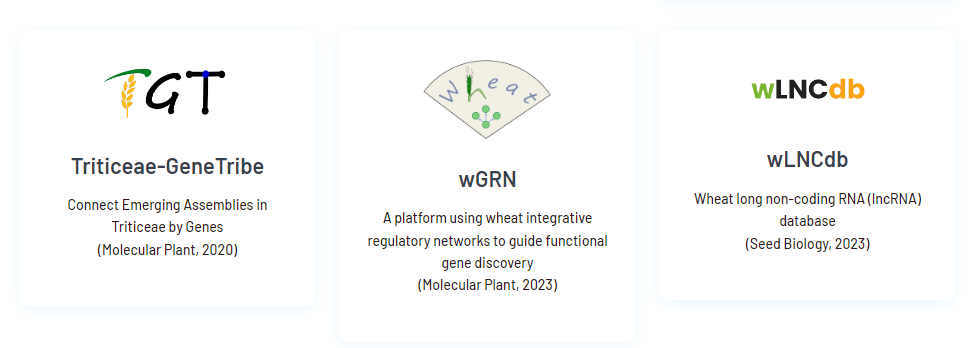 TGT
Triticeae-GeneTribe
Connect Emerging Assemblies in
Triticeae by Genes
(Molecular Plant, 2020)
Wheat
wGRN
A platform using wheat integrative
regulatory networks to guide functional
gene discovery
(Molecular Plant, 2023)
wLNCdb
wLNCdb
Wheat long non-coding RNA (lncRNA)
database
(Seed Biology, 2023)